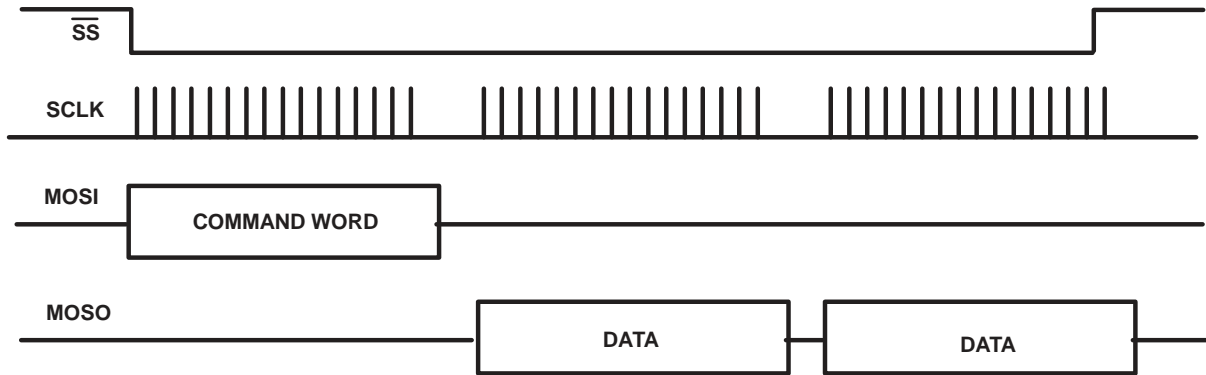 SS
SCLK
MOSI
COMMAND WORD
MOSO
DATA
DATA